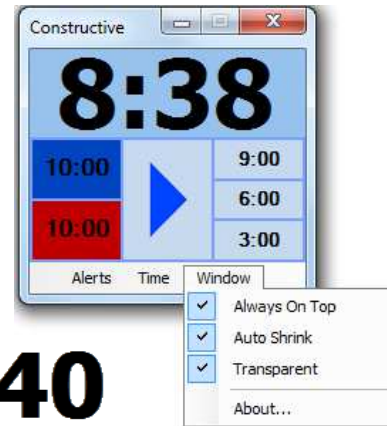 Constructive
8:38
10:00
9:00
6:00
10:00
3:00
Alerts Time Window
Always On Top
Auto Shrink
Transparent
About...
40